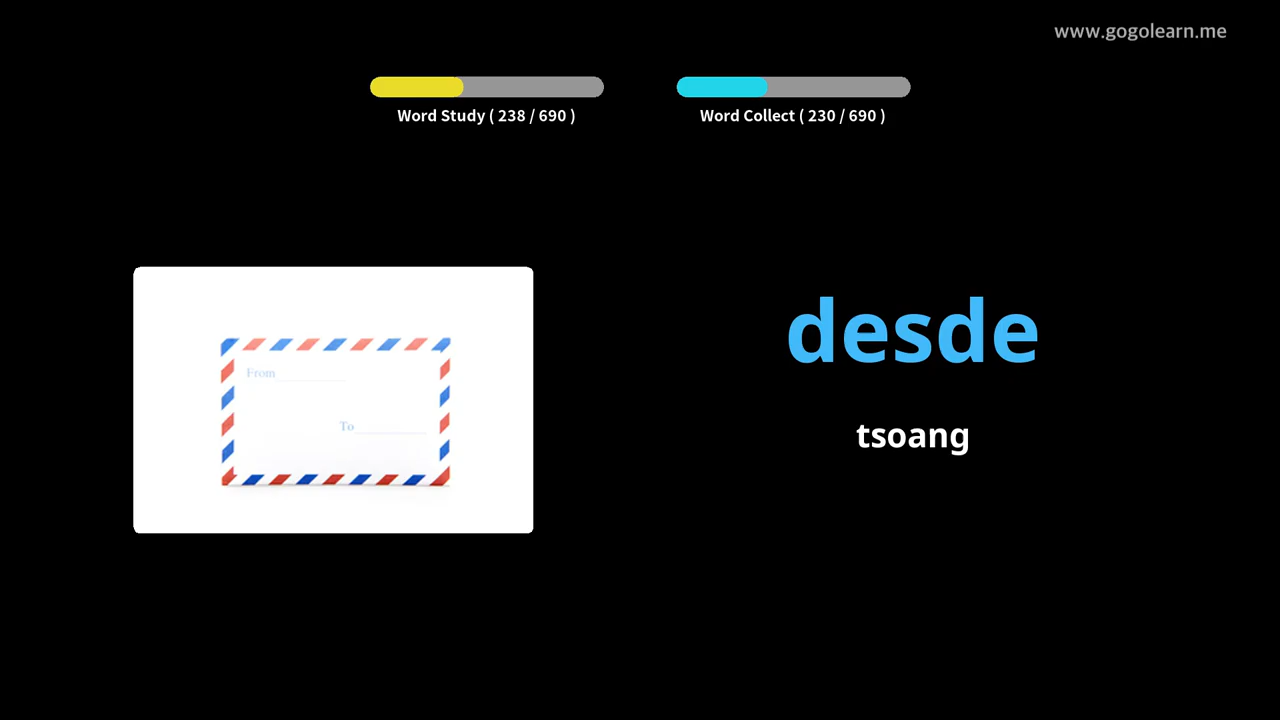 www.gogolearn.me
Word Study ( 238 / 690 )
Word Collect ( 230 / 690 )
From
To
desde
tsoang